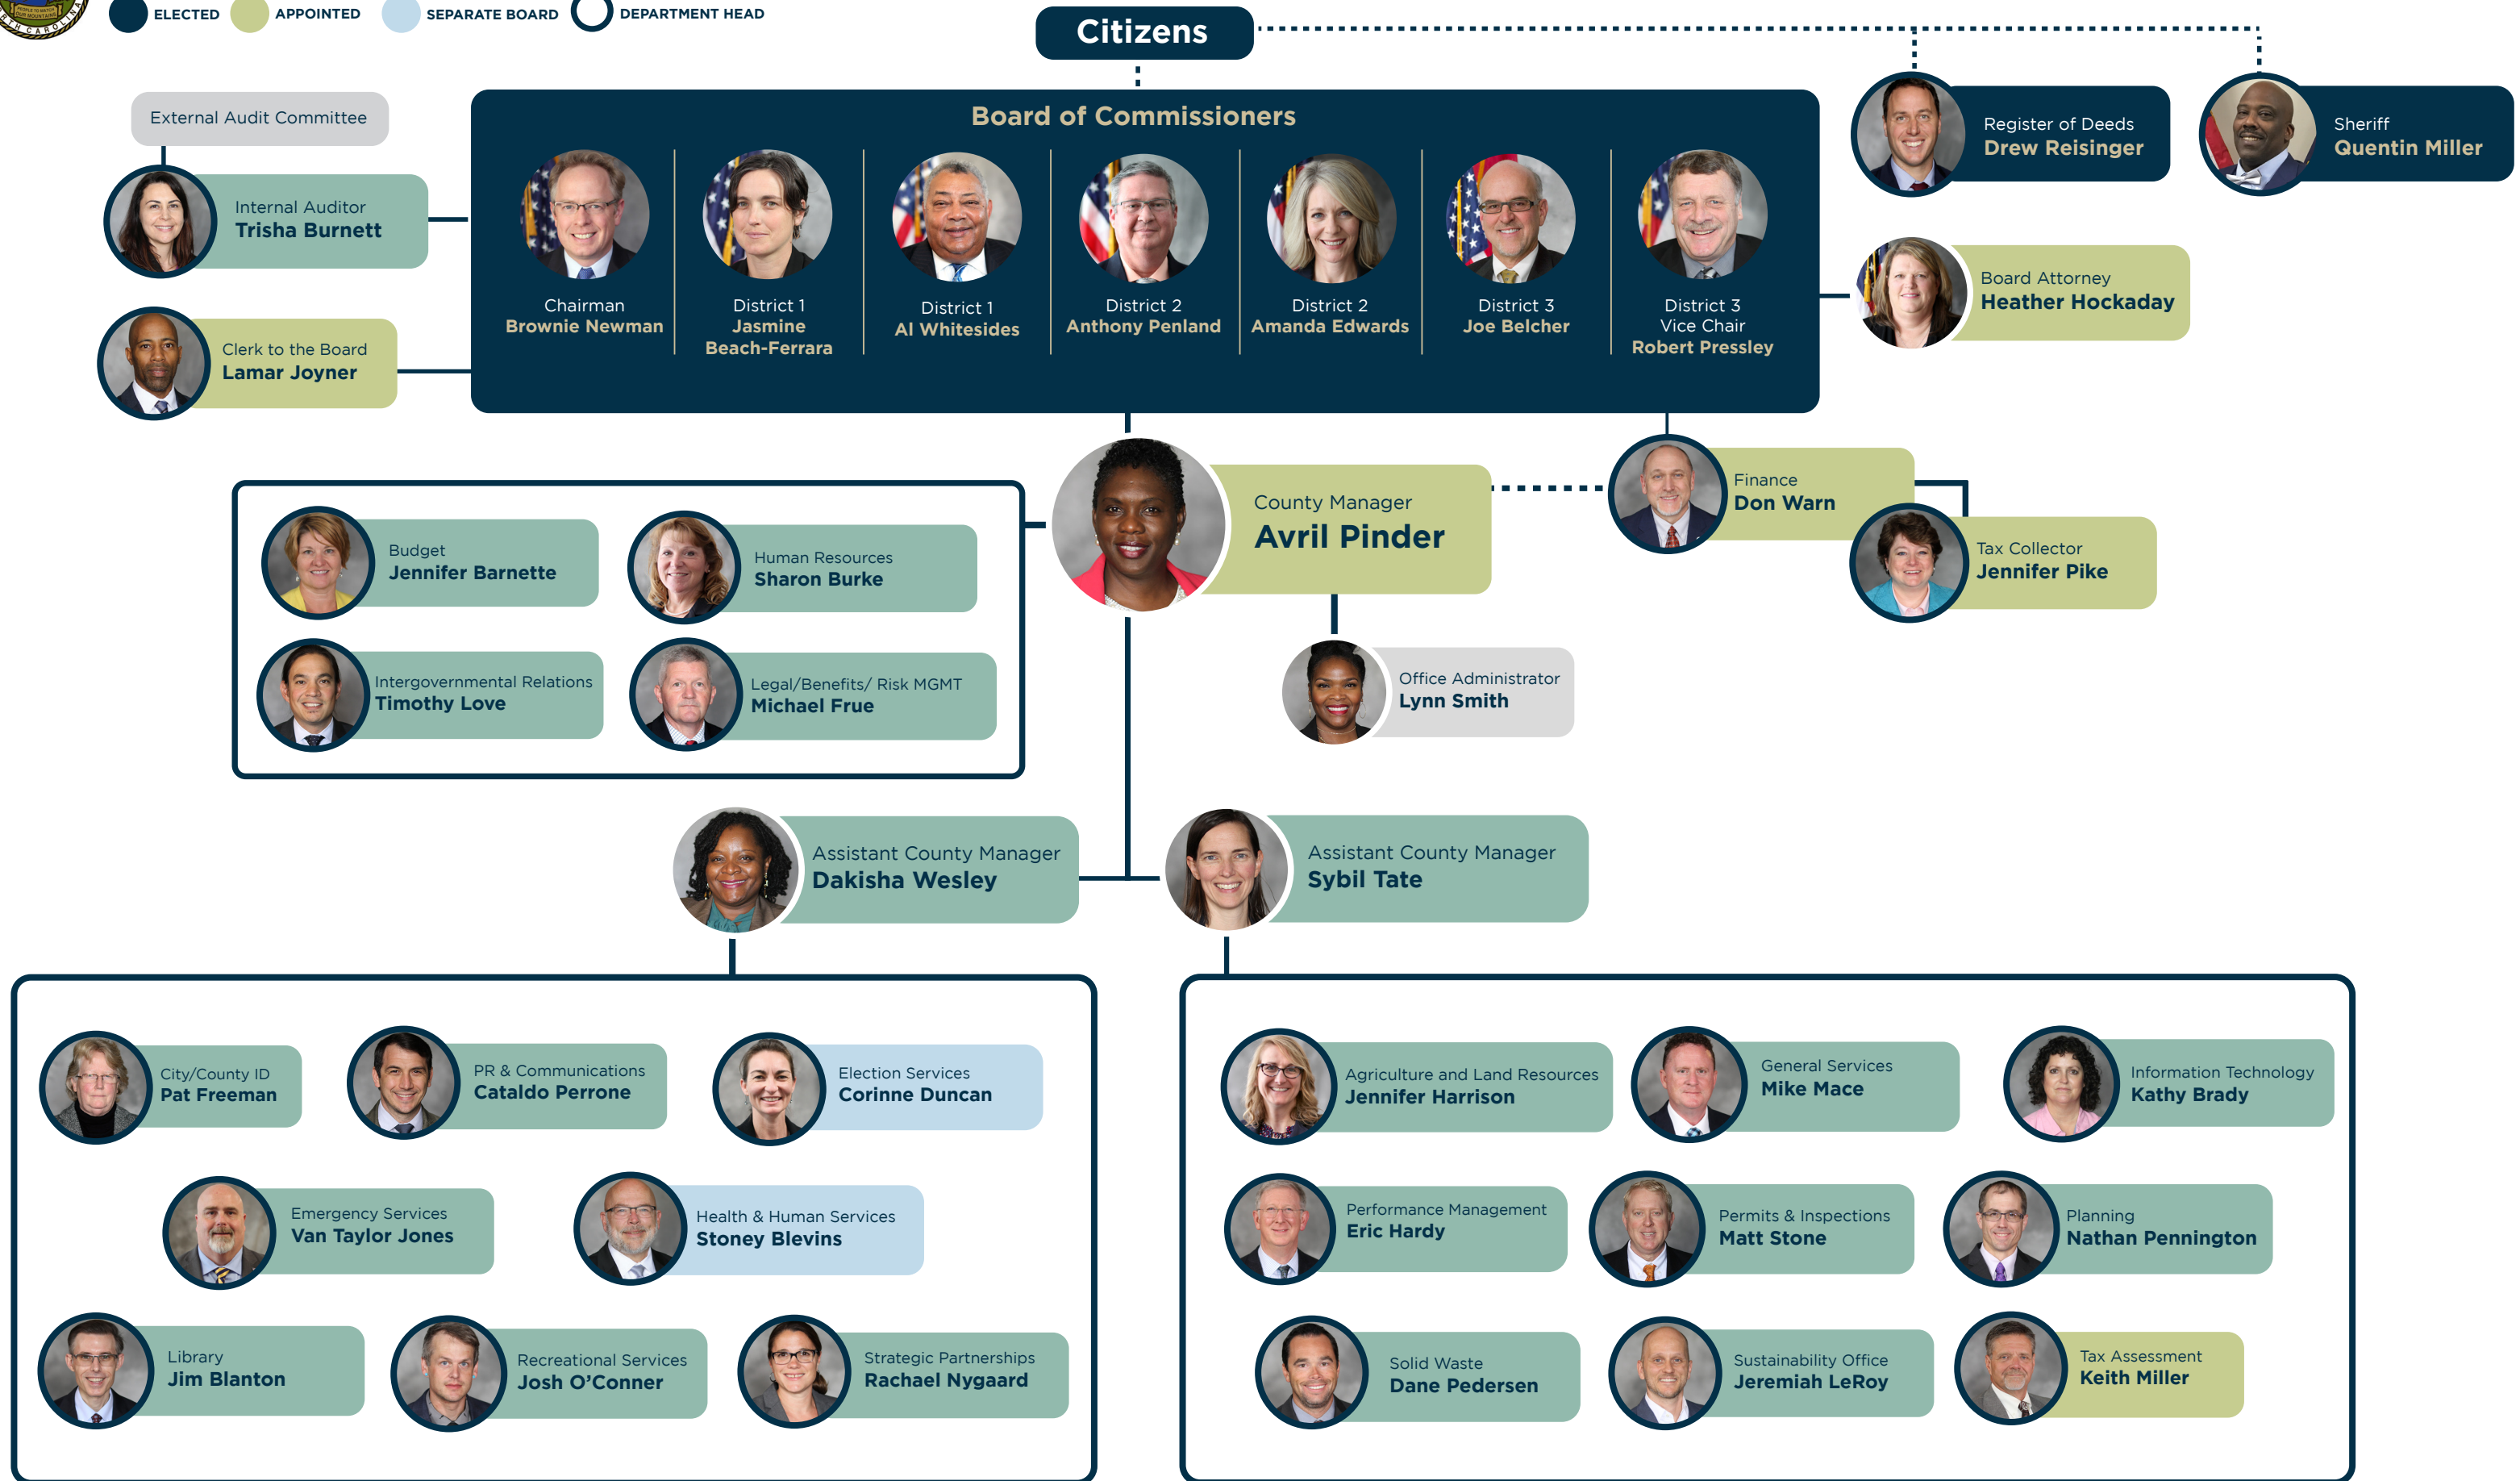 PEOPLE TO MATCH
OUR MOUNTAINS
RTH CAROLINA
ELECTED
APPOINTED
SEPARATE BOARD
DEPARTMENT HEAD
Citizens
External Audit Committee
Internal Auditor
Trisha Burnett
Clerk to the Board
Lamar Joyner
Board of Commissioners
Chairman
Brownie Newman
District 1
Jasmine
Beach-Ferrara
District 1
Al Whitesides
District 2
Anthony Penland
District 2
Amanda Edwards
District 3
Joe Belcher
District 3
Vice Chair
Robert Pressley
Register of Deeds
Drew Reisinger
Sheriff
Quentin Miller
Board Attorney
Heather Hockaday
County Manager
Avril Pinder
Finance
Don Warn
Tax Collector
Jennifer Pike
Budget
Jennifer Barnette
Human Resources
Sharon Burke
Intergovernmental Relations
Timothy Love
Legal/Benefits/ Risk MGMT
Michael Frue
Office Administrator
Lynn Smith
Assistant County Manager
Dakisha Wesley
Assistant County Manager
Sybil Tate
City/County ID
Pat Freeman
PR & Communications
Cataldo Perrone
Election Services
Corinne Duncan
Emergency Services
Van Taylor Jones
Health & Human Services
Stoney Blevins
Library
Jim Blanton
Recreational Services
Josh O’Conner
Strategic Partnerships
Rachael Nygaard
Agriculture and Land Resources
Jennifer Harrison
General Services
Mike Mace
Information Technology
Kathy Brady
Performance Management
Eric Hardy
Permits & Inspections
Matt Stone
Planning
Nathan Pennington
Solid Waste
Dane Pedersen
Sustainability Office
Jeremiah LeRoy
Tax Assessment
Keith Miller